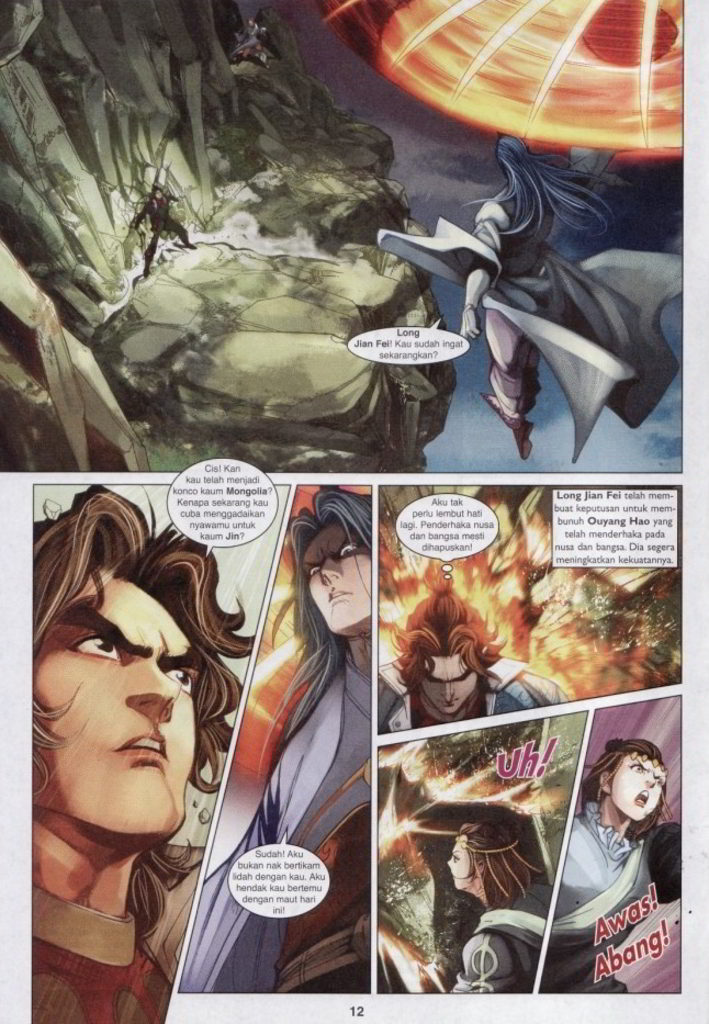 Long
Jian Fei! Kau sudah ingat
sekarangkan?
Cis! Kan
kau telah menjadi
konco kaum Mongolia?
Kenapa sekarang kau
cuba menggadaikan
nyawamu untuk
kaum Jin?
Sudah! Aku
bukan nak bertikam
lidah dengan kau. Aku
hendak kau bertemu
dengan maut hari
ini!
Aku tak
perlu lembut hati
lagi. Penderhaka nusa
dan bangsa mesti
dihapuskan!
Long Jian Fei telah mem-
buat keputusan untuk mem-
bunuh Ouyang Hao yang
telah menderhaka pada
nusa dan bangsa. Dia segera
meningkatkan kekuatannya.
Uh!
Awas!
Abang!
12